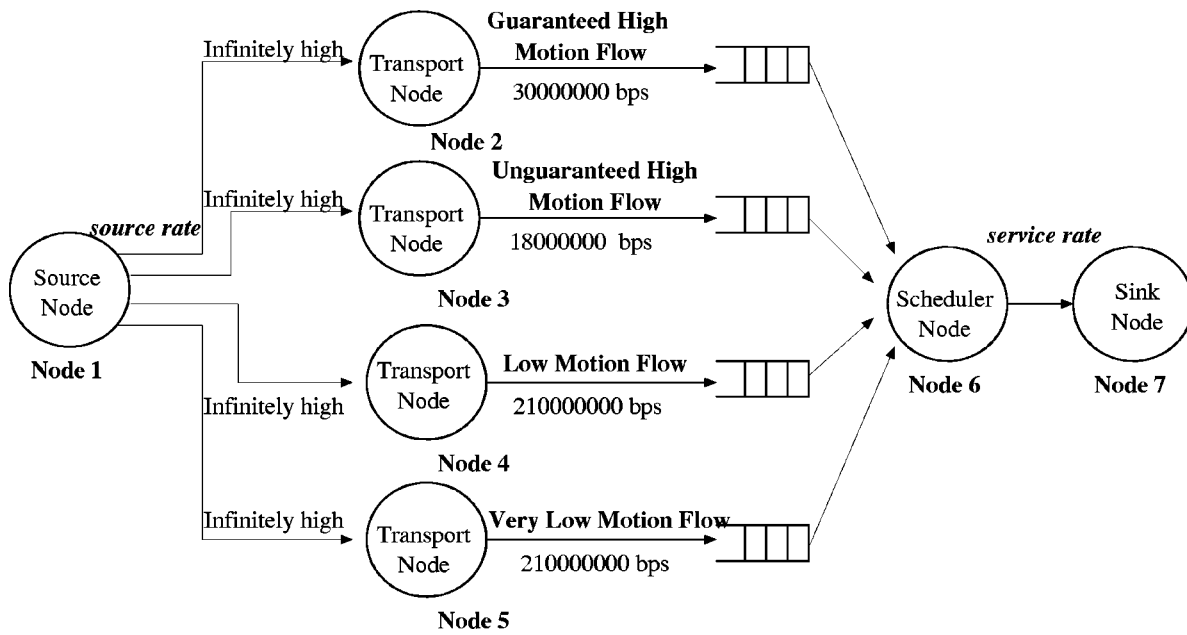 Guaranteed High
Motion Flow
Infinitely high
Transport
Node
30000000 bps
Node 2
Unguaranteed High
Motion Flow
Infinitely high
Transport
Node
18000000 bps
Node 3
source rate
Source
Node
Node 1
Low Motion Flow
Infinitely high
Transport
Node
210000000 bps
Node 4
Very Low Motion Flow
Infinitely high
Transport
Node
210000000 bps
Node 5
service rate
Scheduler
Node
Node 6
Sink
Node
Node 7